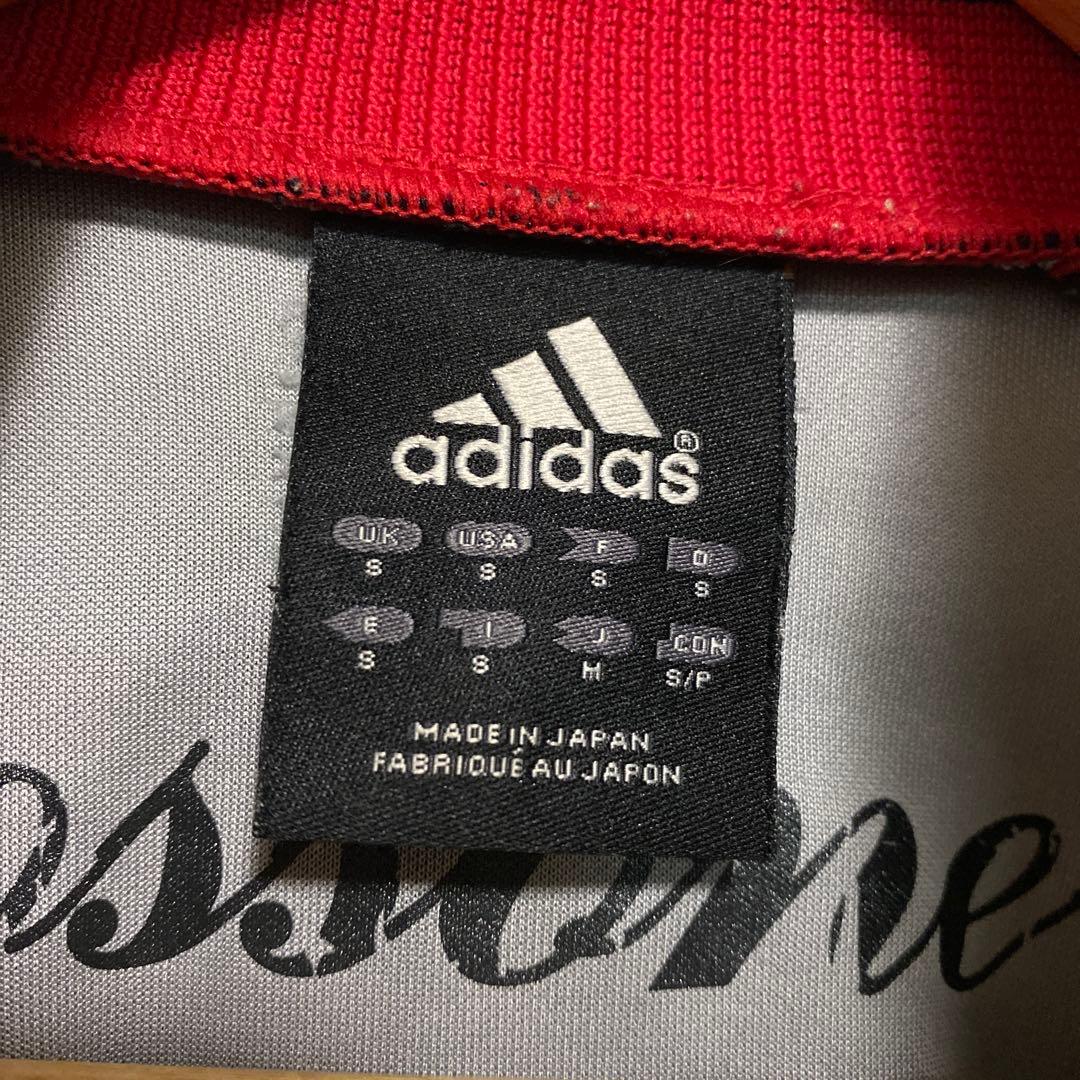 adidas®
UK USA F D
S S S S
E I J CON
S S M S/P
MADE IN JAPAN
FABRIQUÉ AU JAPON